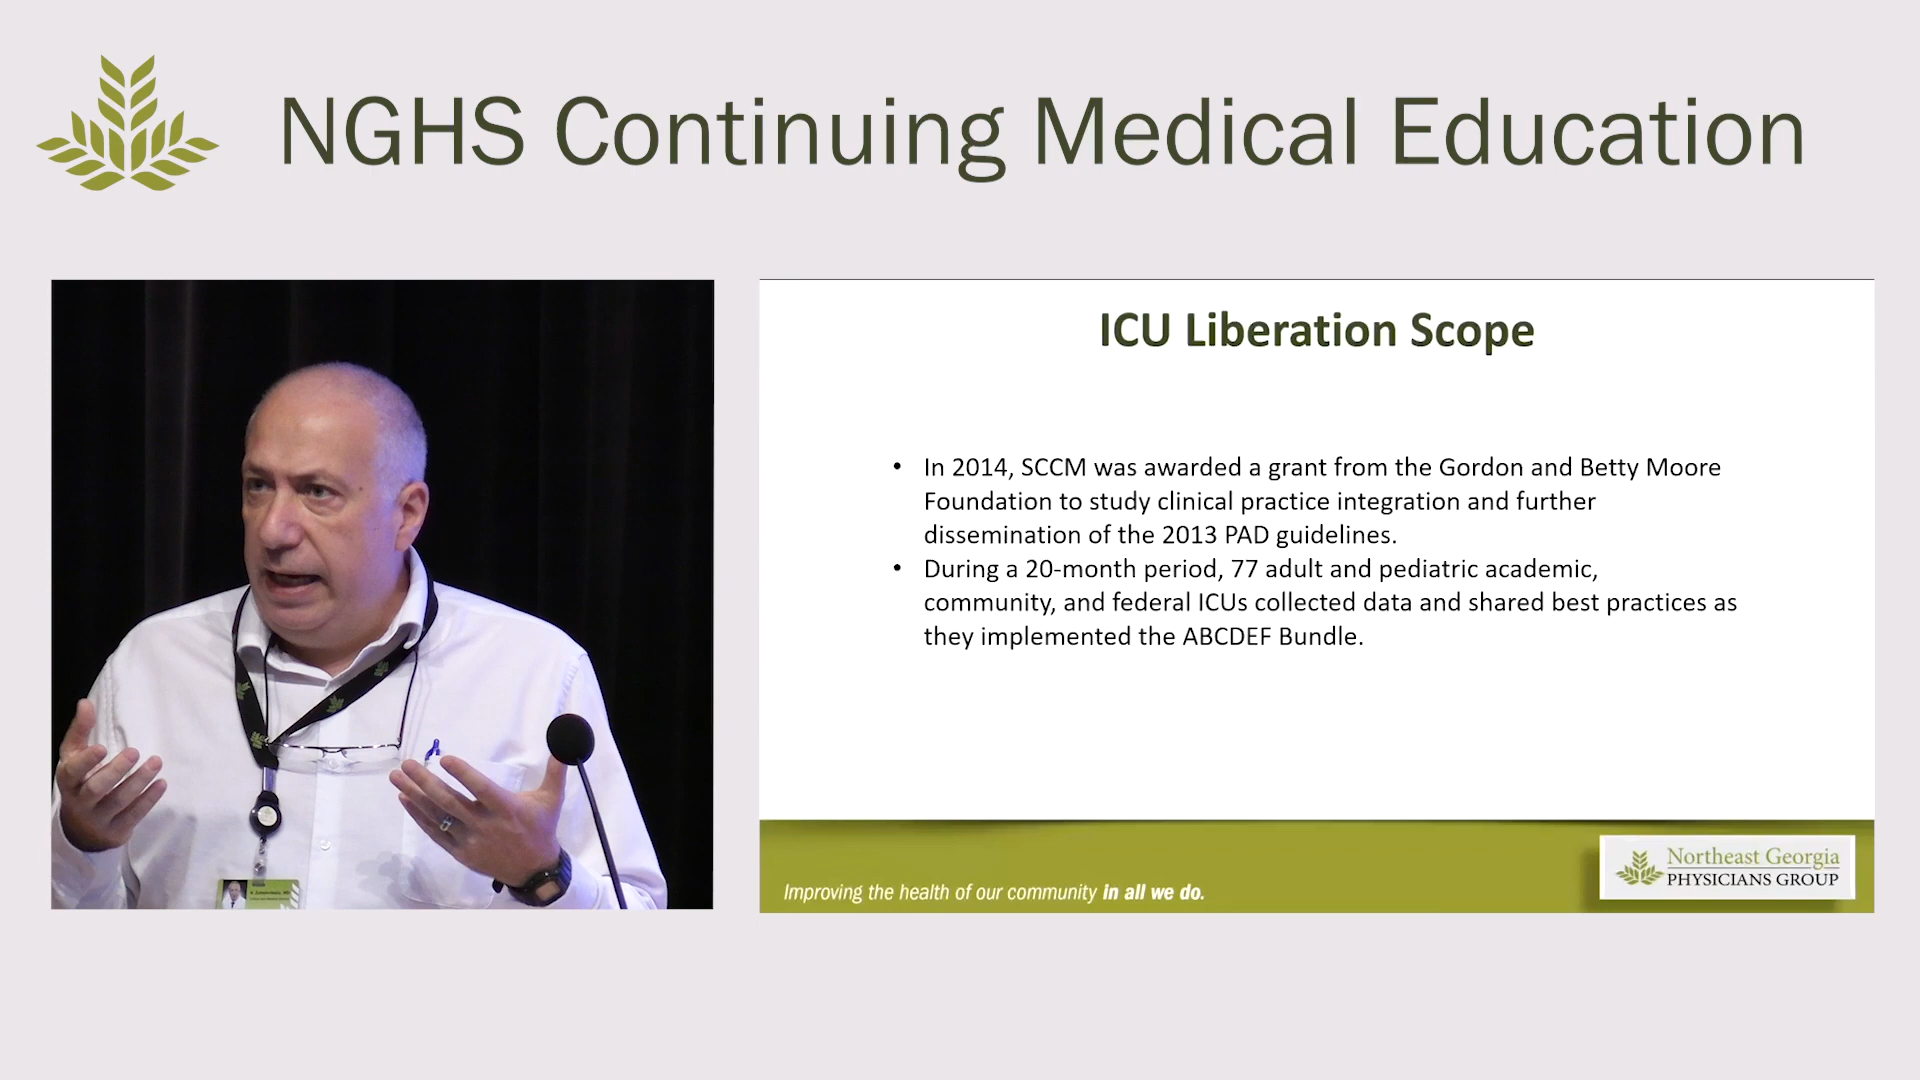 NGHS Continuing Medical Education
ICU Liberation Scope
• In 2014, SCCM was awarded a grant from the Gordon and Betty Moore
Foundation to study clinical practice integration and further
dissemination of the 2013 PAD guidelines.
• During a 20-month period, 77 adult and pediatric academic,
community, and federal ICUs collected data and shared best practices as
they implemented the ABCDEF Bundle.
Improving the health of our community in all we do.
Northeast Georgia
PHYSICIANS GROUP